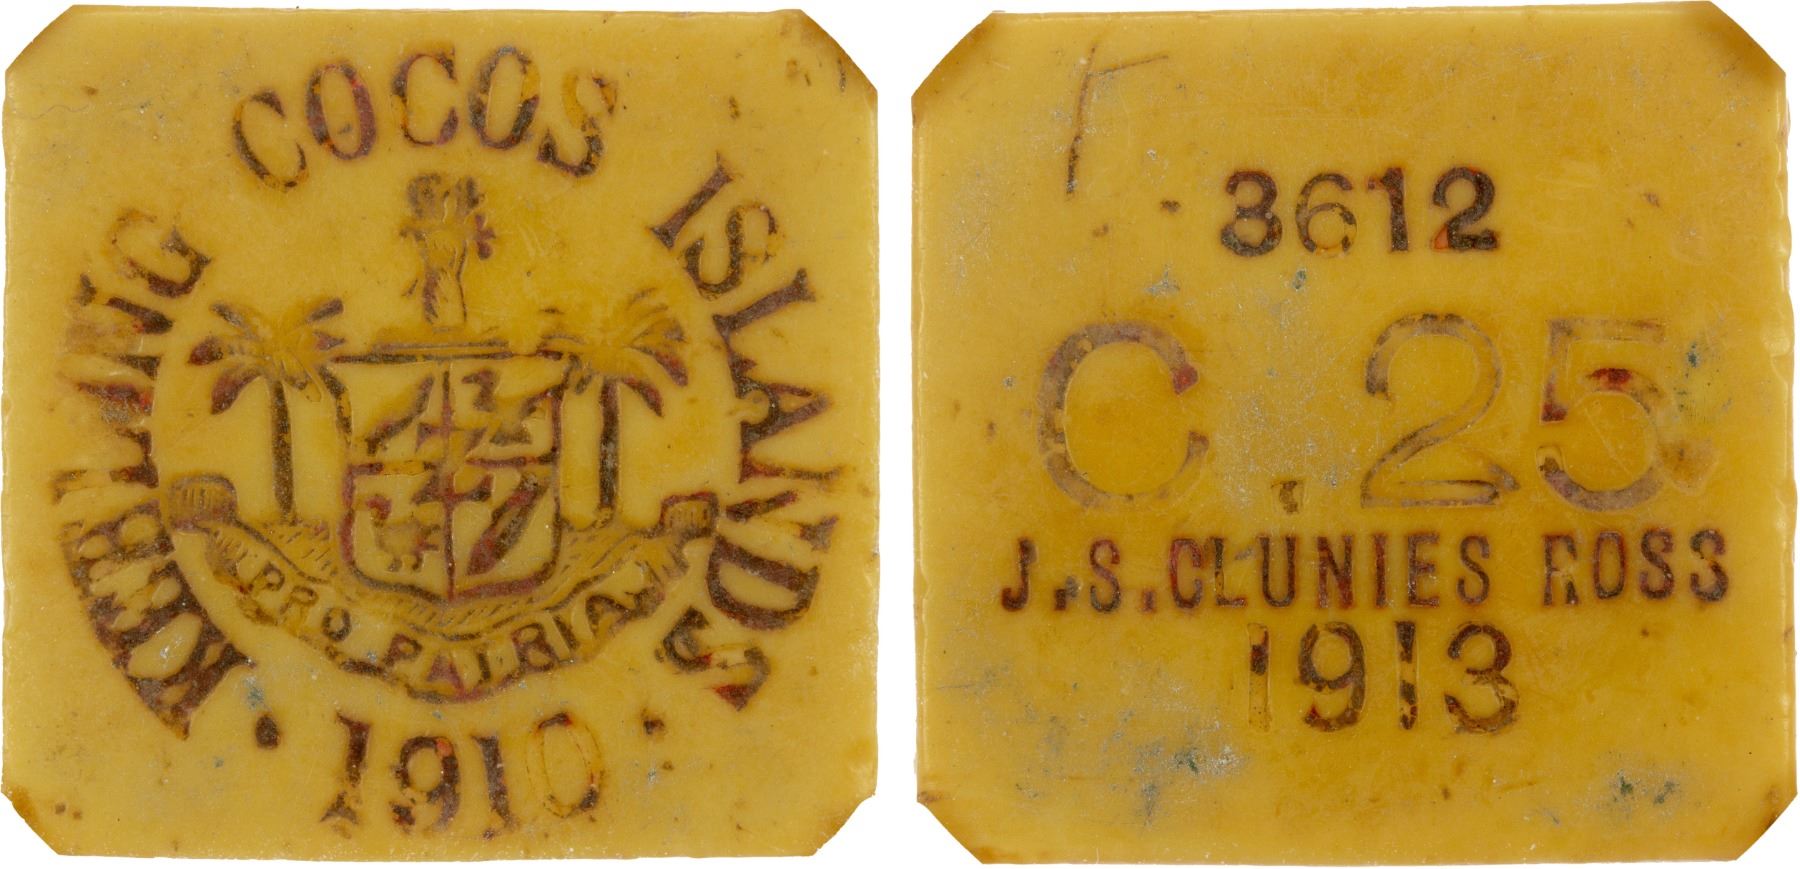 KEELING COCOS ISLANDS
PRO PATRIA
• 1910 •
3612
C. 25
J.S.CLUNIES ROSS
1913